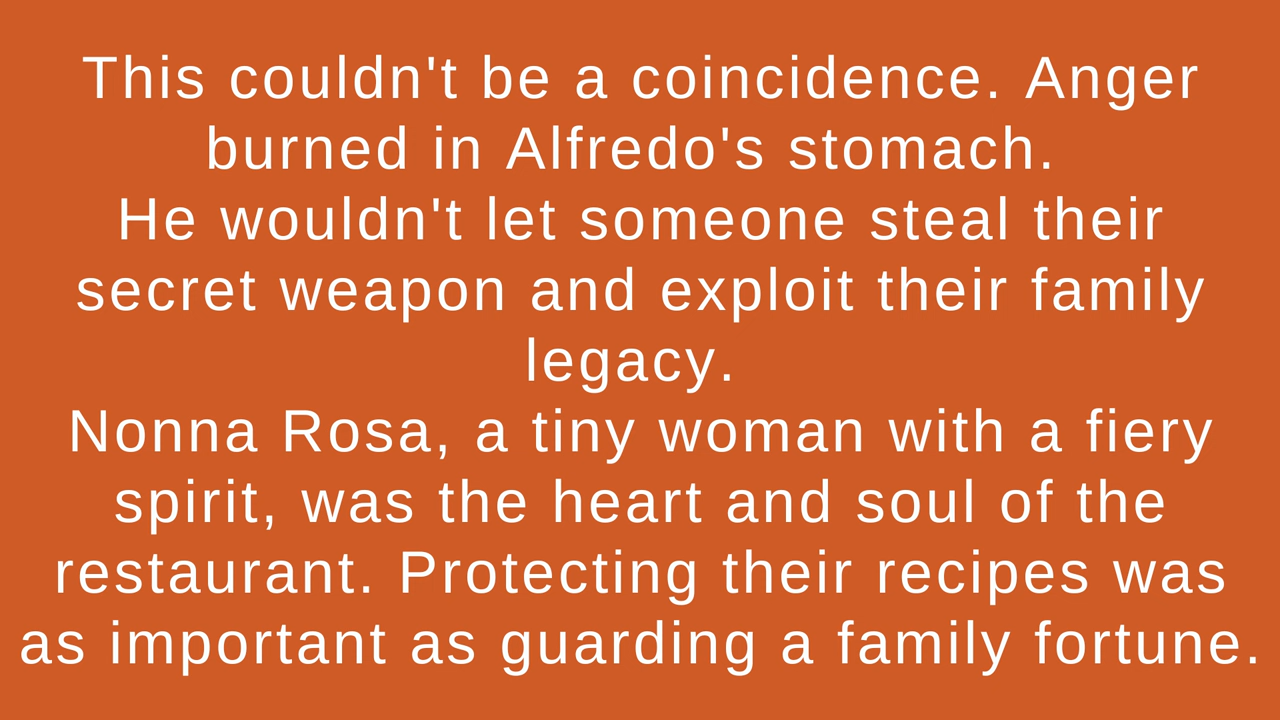 This couldn't be a coincidence. Anger
burned in Alfredo's stomach.
He wouldn't let someone steal their
secret weapon and exploit their family
legacy.
Nonna Rosa, a tiny woman with a fiery
spirit, was the heart and soul of the
restaurant. Protecting their recipes was
as important as guarding a family fortune.